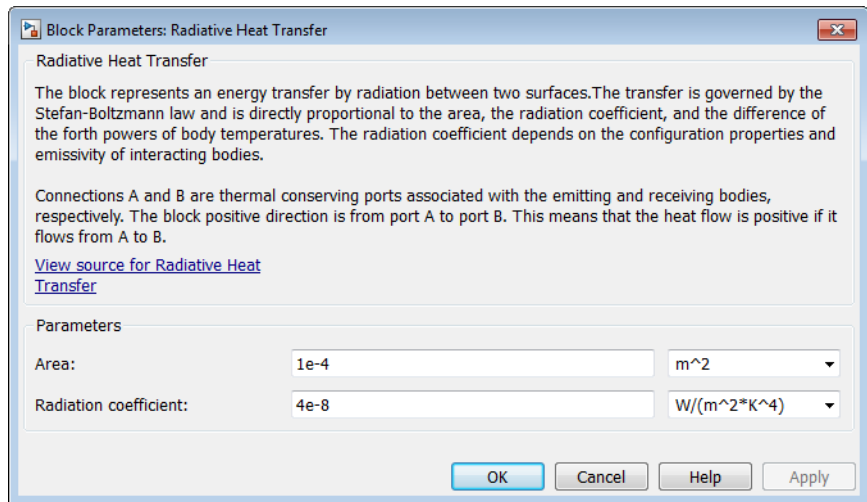 Block Parameters: Radiative Heat Transfer
Radiative Heat Transfer
The block represents an energy transfer by radiation between two surfaces.The transfer is governed by the
Stefan-Boltzmann law and is directly proportional to the area, the radiation coefficient, and the difference of
the forth powers of body temperatures. The radiation coefficient depends on the configuration properties and
emissivity of interacting bodies.
Connections A and B are thermal conserving ports associated with the emitting and receiving bodies,
respectively. The block positive direction is from port A to port B. This means that the heat flow is positive if it
flows from A to B.
View source for Radiative Heat
Transfer
Parameters
Area: 1e-4 m^2
Radiation coefficient: 4e-8 W/(m^2*K^4)
OK Cancel Help Apply